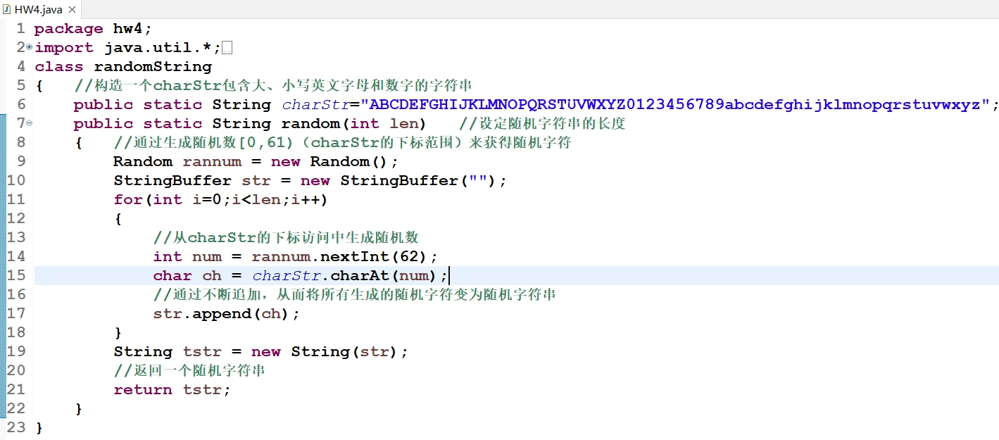 HW4.java
1 package hw4;
2 import java.util.*;
4 class randomString
5 {    //构造一个charStr包含大、小写英文字母和数字的字符串
6     public static String charStr="ABCDEFGHIJKLMNOPQRSTUVWXYZ0123456789abcdefghijklmnopqrstuvwxyz";
7     public static String random(int len)   //设定随机字符串的长度
8     {   //通过生成随机数[0,61)（charStr的下标范围）来获得随机字符
9         Random rannum = new Random();
10         StringBuffer str = new StringBuffer("");
11         for(int i=0;i<len;i++)
12         {
13             //从charStr的下标访问中生成随机数
14             int num = rannum.nextInt(62);
15             char ch = charStr.charAt(num);
16             //通过不断追加，从而将所有生成的随机字符变为随机字符串
17             str.append(ch);
18         }
19         String tstr = new String(str);
20         //返回一个随机字符串
21         return tstr;
22     }
23 }